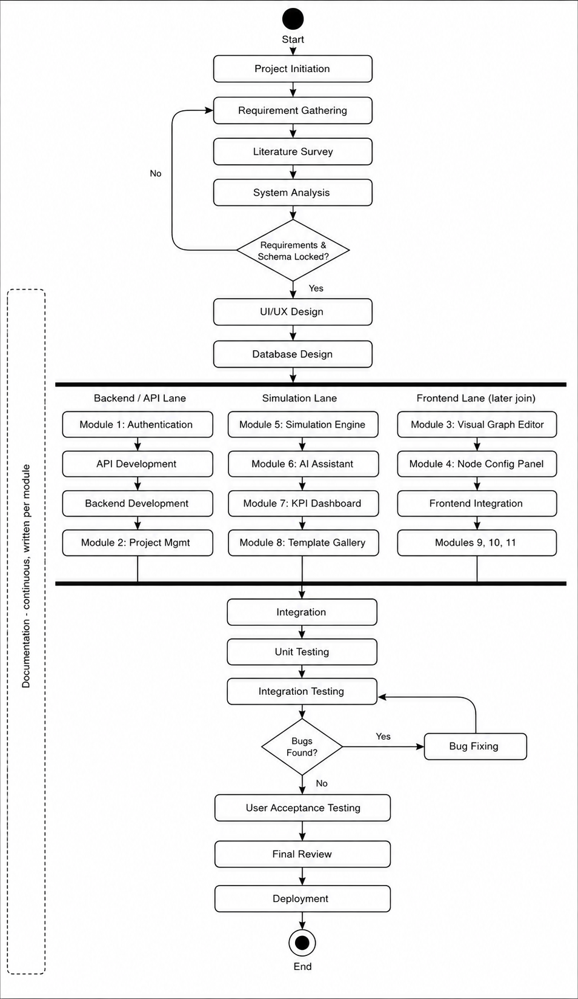 Start
Project Initiation
Requirement Gathering
Literature Survey
System Analysis
No
Requirements &
Schema Locked?
Yes
UI/UX Design
Database Design
Backend / API Lane
Module 1: Authentication
API Development
Backend Development
Module 2: Project Mgmt
Simulation Lane
Module 5: Simulation Engine
Module 6: AI Assistant
Module 7: KPI Dashboard
Module 8: Template Gallery
Frontend Lane (later join)
Module 3: Visual Graph Editor
Module 4: Node Config Panel
Frontend Integration
Modules 9, 10, 11
Documentation - continuous, written per module
Integration
Unit Testing
Integration Testing
Bugs
Found?
Yes
Bug Fixing
No
User Acceptance Testing
Final Review
Deployment
End